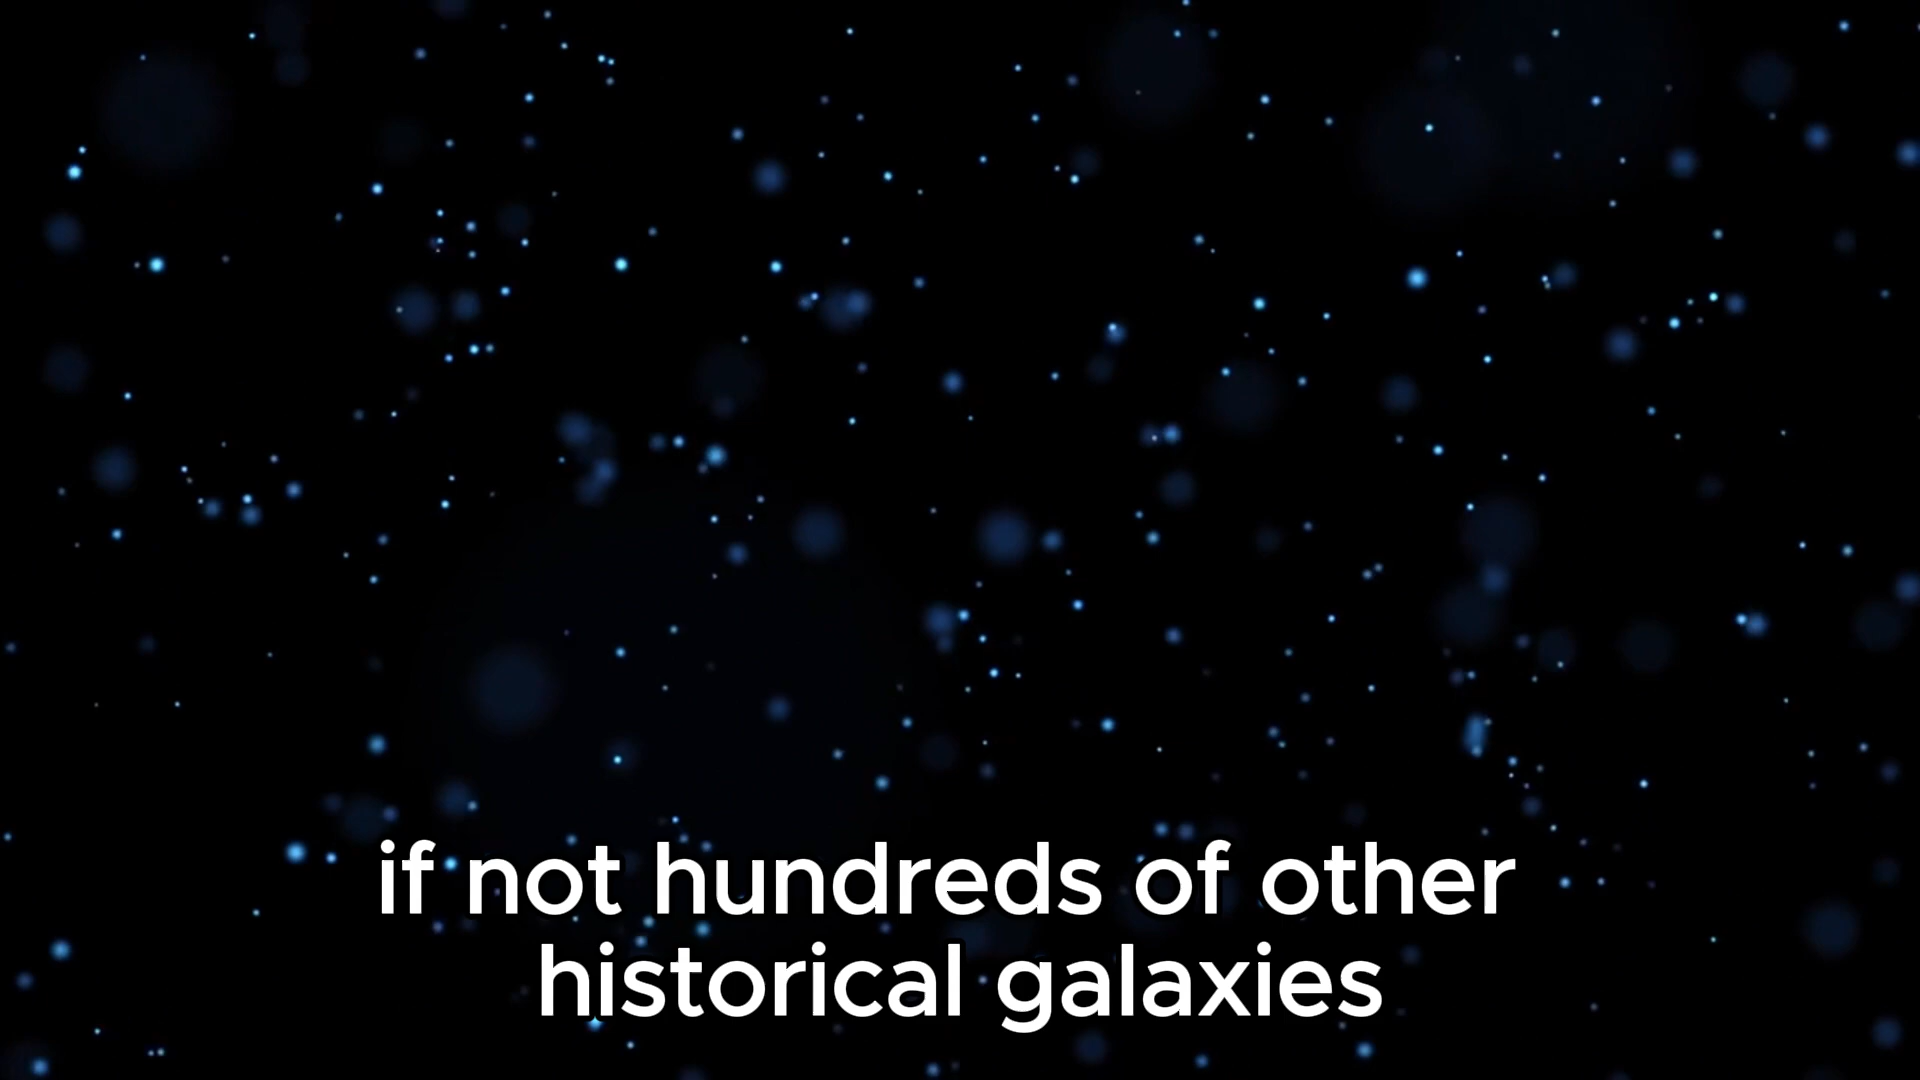 if not hundreds of other
historical galaxies